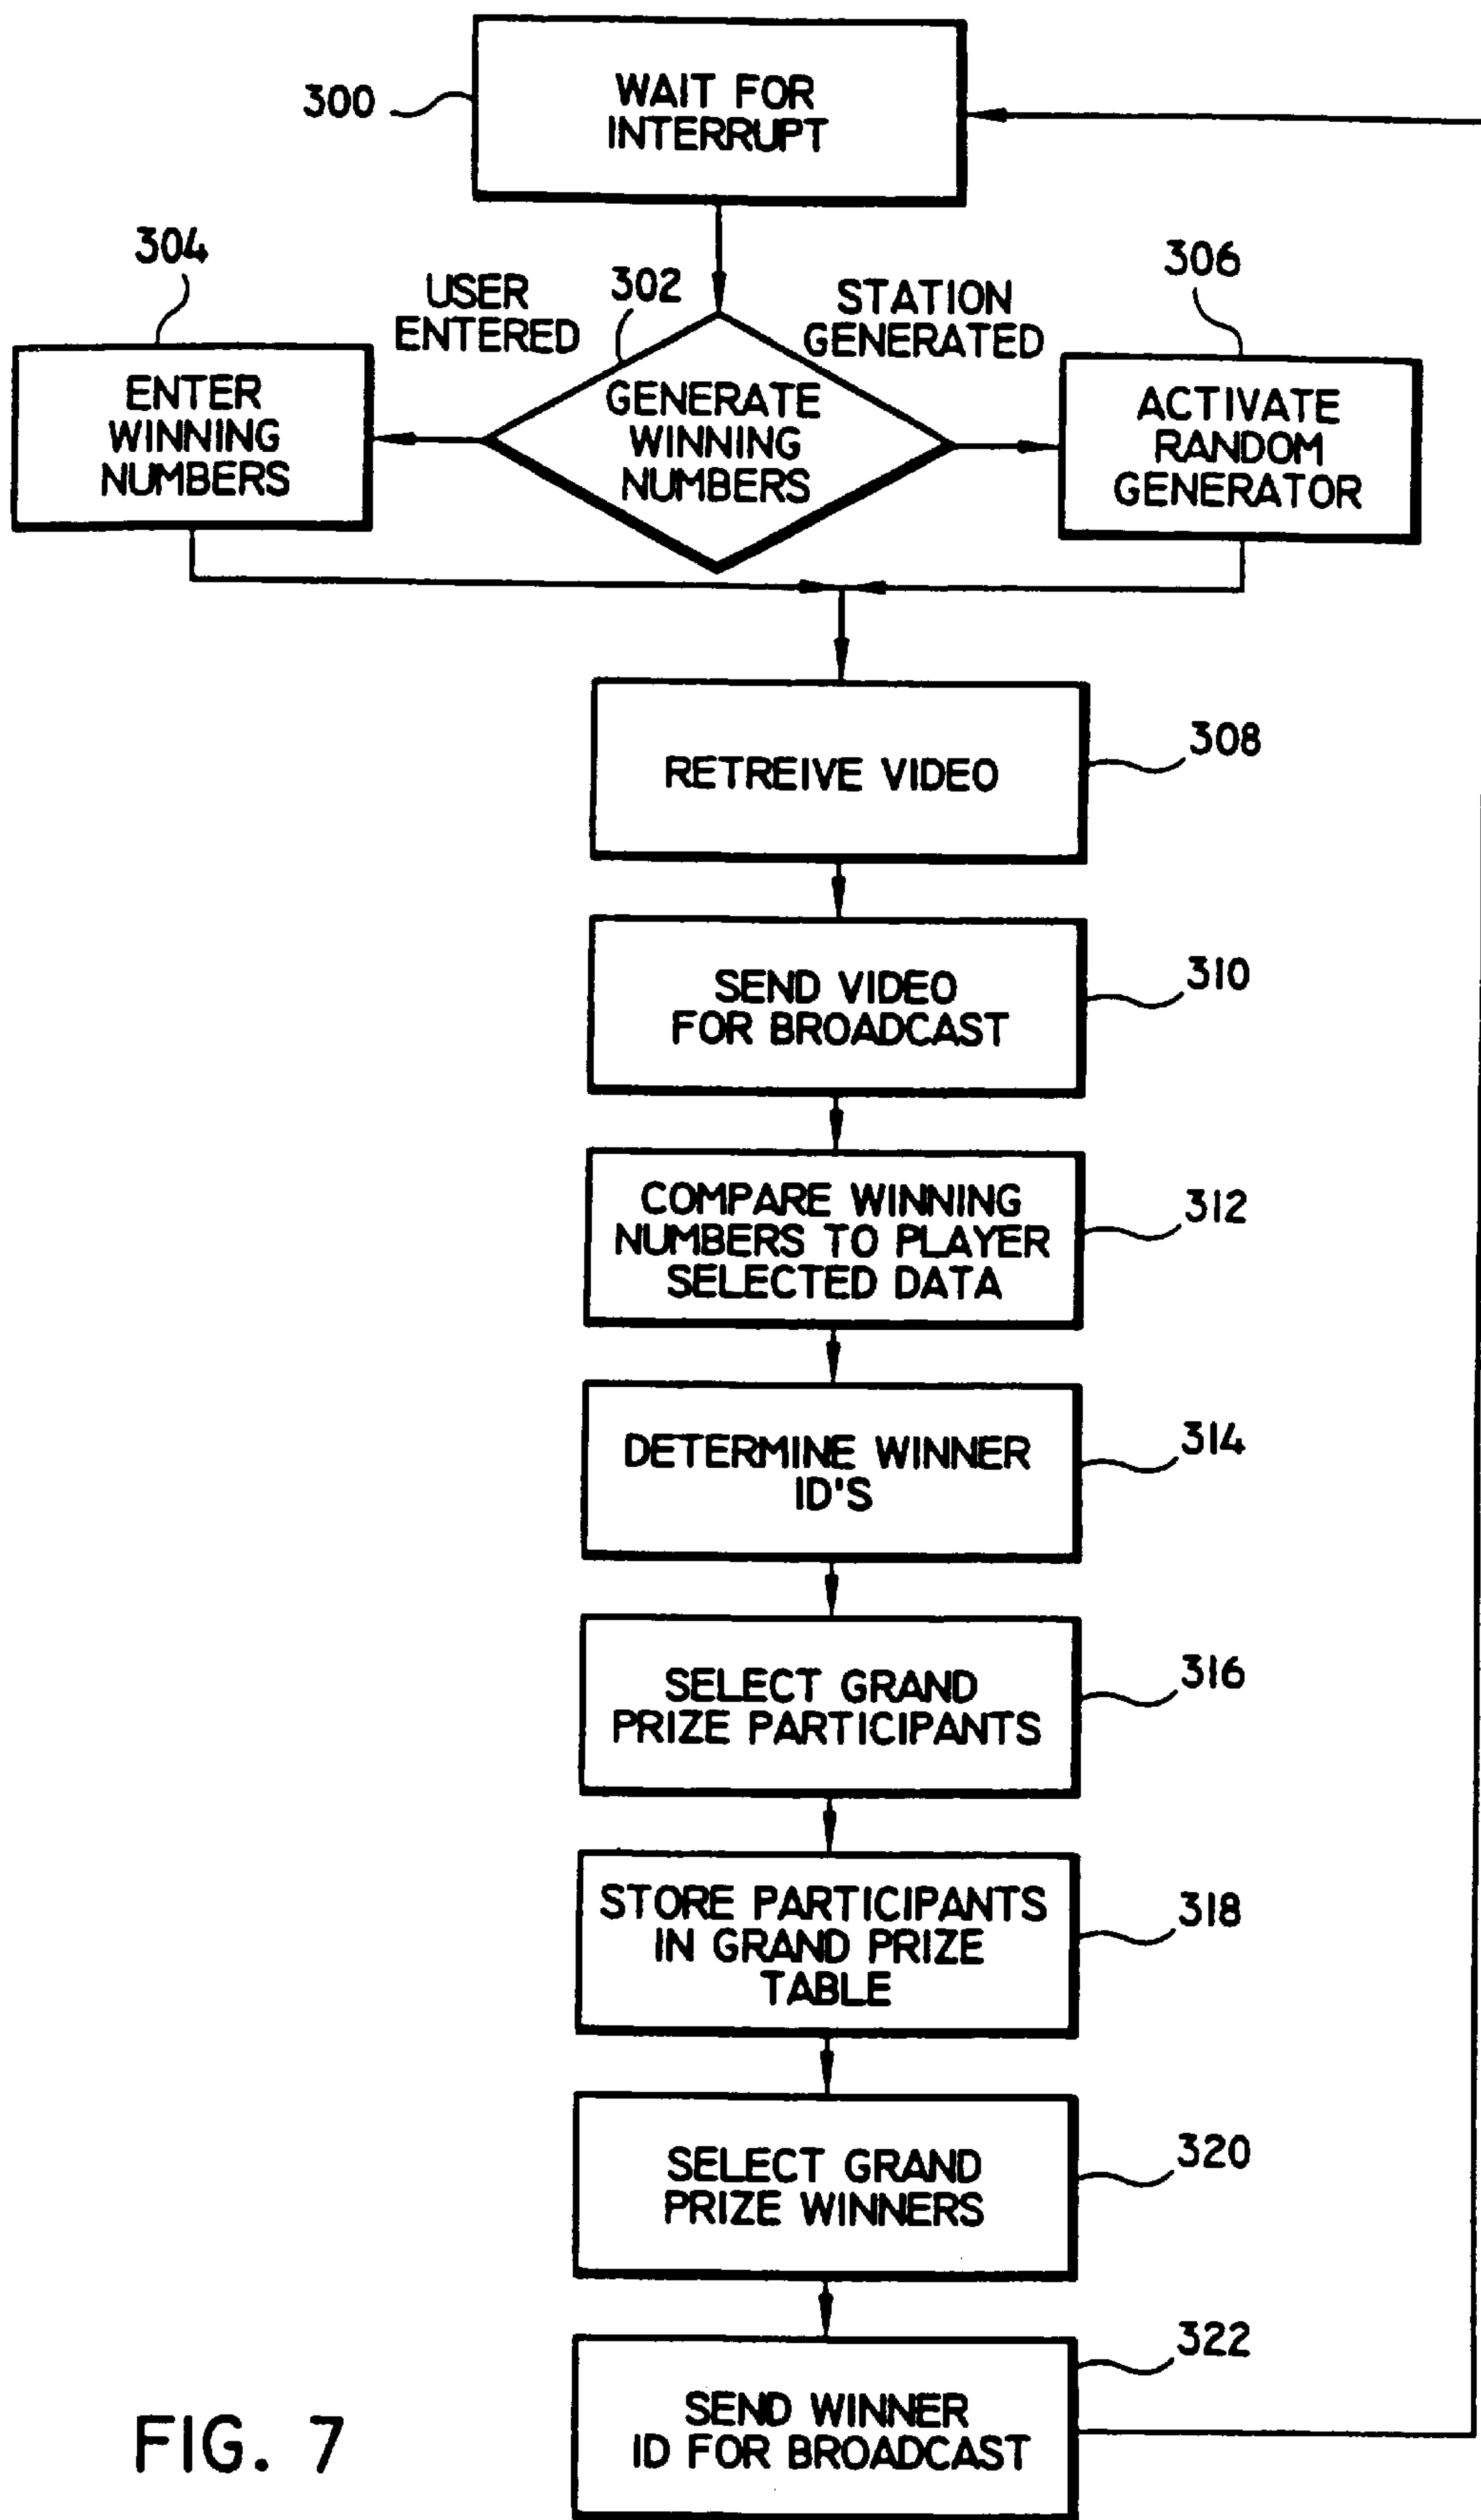 WAIT FOR
INTERRUPT
300
304
USER
ENTERED
302
STATION
GENERATED
306
ENTER
WINNING
NUMBERS
GENERATE
WINNING
NUMBERS
ACTIVATE
RANDOM
GENERATOR
RETREIVE VIDEO
308
SEND VIDEO
FOR BROADCAST
310
COMPARE WINNING
NUMBERS TO PLAYER
SELECTED DATA
312
DETERMINE WINNER
ID'S
314
SELECT GRAND
PRIZE PARTICIPANTS
316
STORE PARTICIPANTS
IN GRAND PRIZE
TABLE
318
SELECT GRAND
PRIZE WINNERS
320
SEND WINNER
ID FOR BROADCAST
322
FIG. 7